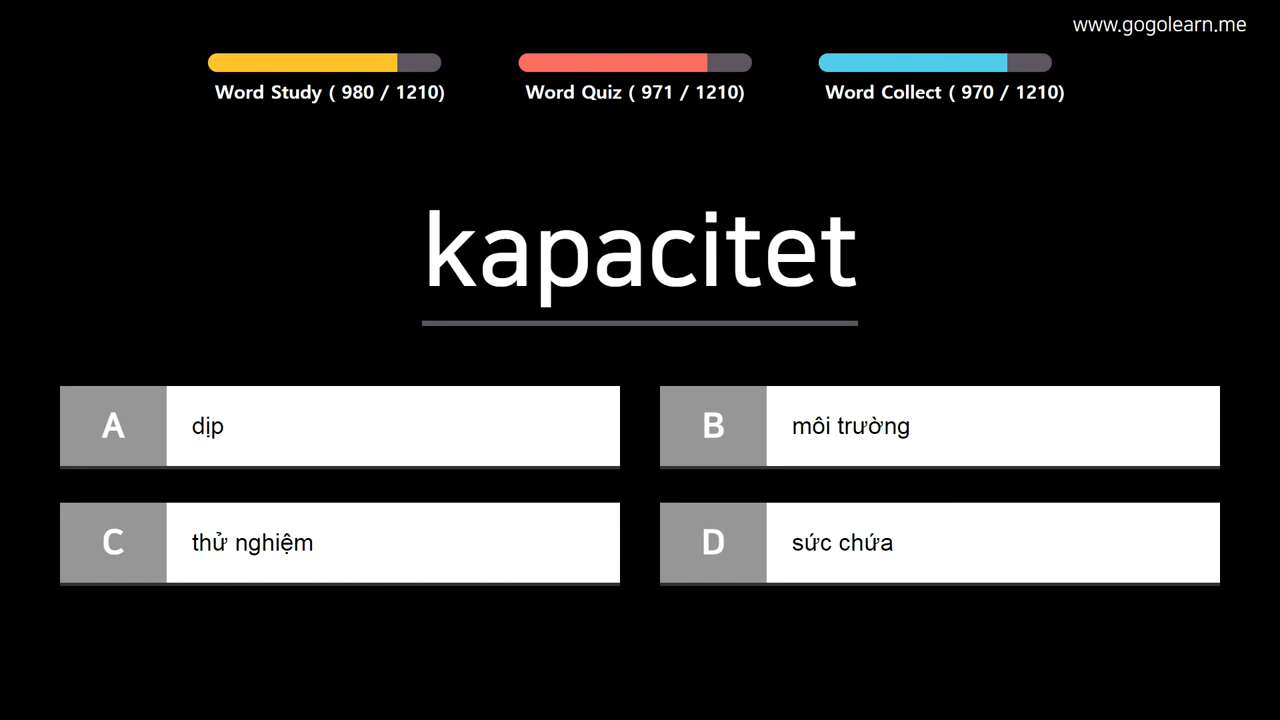 www.gogolearn.me
Word Study ( 980 / 1210)
Word Quiz ( 971 / 1210)
Word Collect ( 970 / 1210)
kapacitet
A
dịp
B
môi trường
C
thử nghiệm
D
sức chứa